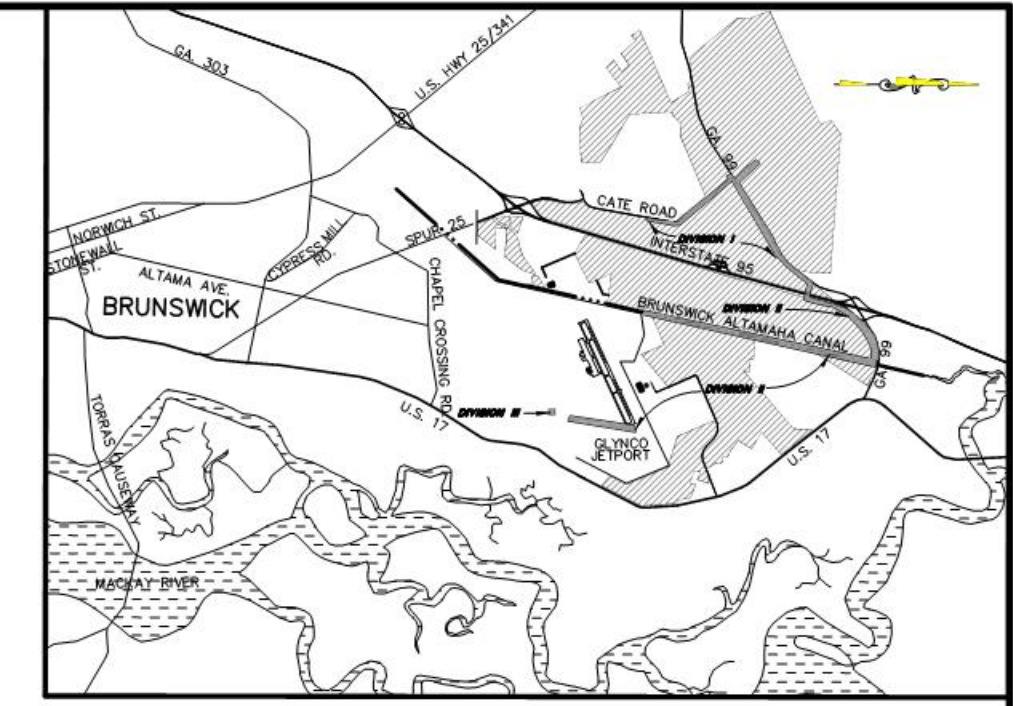 GA. 303
U.S. HWY 25/341
GA. 99
CATE ROAD
DIVISION I
INTERSTATE 95
NORWICH ST.
STONEWALL
ST.
SPUR 25
CYPRESS MILL
RD.
ALTAMA AVE.
BRUNSWICK
CHAPEL CROSSING RD.
DIVISION II
BRUNSWICK ALTAMAHA CANAL
GA. 99
DIVISION II
U.S. 17
DIVISION III
GLYNCO
JETPORT
U.S. 17
TORRAS CAUSEWAY
MACKAY RIVER